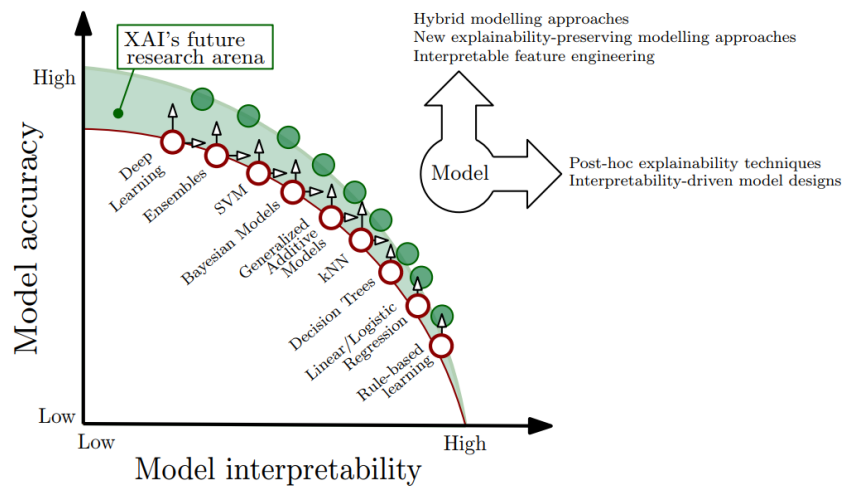 Hybrid modelling approaches
New explainability-preserving modelling approaches
Interpretable feature engineering
XAI's future
research arena
High
Model
Post-hoc explainability techniques
Interpretability-driven model designs
Deep
Learning
Ensembles
SVM
Bayesian Models
Generalized
Additive
Models
kNN
Decision Trees
Linear/Logistic
Regression
Rule-based
learning
Model accuracy
Low
Low
High
Model interpretability